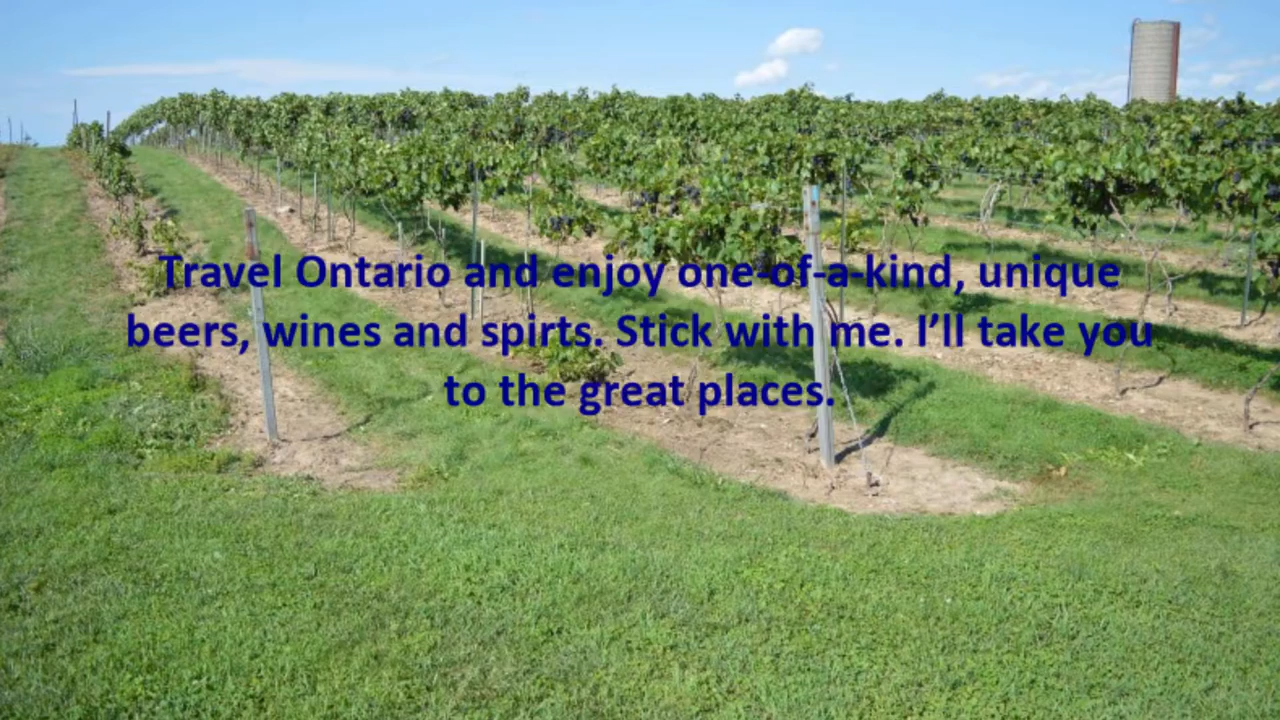 Travel Ontario and enjoy one-of-a-kind, unique
beers, wines and spirts. Stick with me. I’ll take you
to the great places.